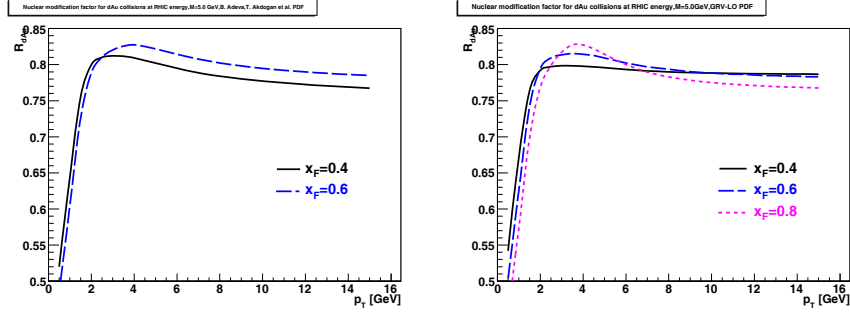 Nuclear modification factor for dAu collisions at RHIC energy,M=5.0 GeV,B. Adeva,T. Akdogan et al. PDF
R_dAu
0.85
0.8
0.75
0.7
0.65
0.6
0.55
0.5
x_F=0.4
x_F=0.6
0 2 4 6 8 10 12 14 16
p_T [GeV]
Nuclear modification factor for dAu collisions at RHIC energy,M=5.0GeV,GRV-LO PDF
R_dAu
0.85
0.8
0.75
0.7
0.65
0.6
0.55
0.5
x_F=0.4
x_F=0.6
x_F=0.8
0 2 4 6 8 10 12 14 16
p_T [GeV]